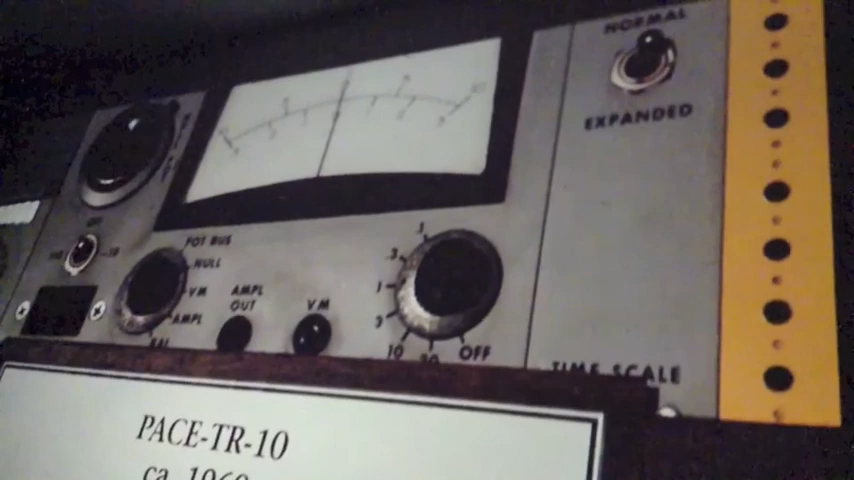 NORMAL
EXPANDED
POT BUS
NULL
VM
AMPL
BAL
AMPL
OUT
VM
.1
.3
1
3
10
30
OFF
TIME SCALE
PACE-TR-10
ca. 1960